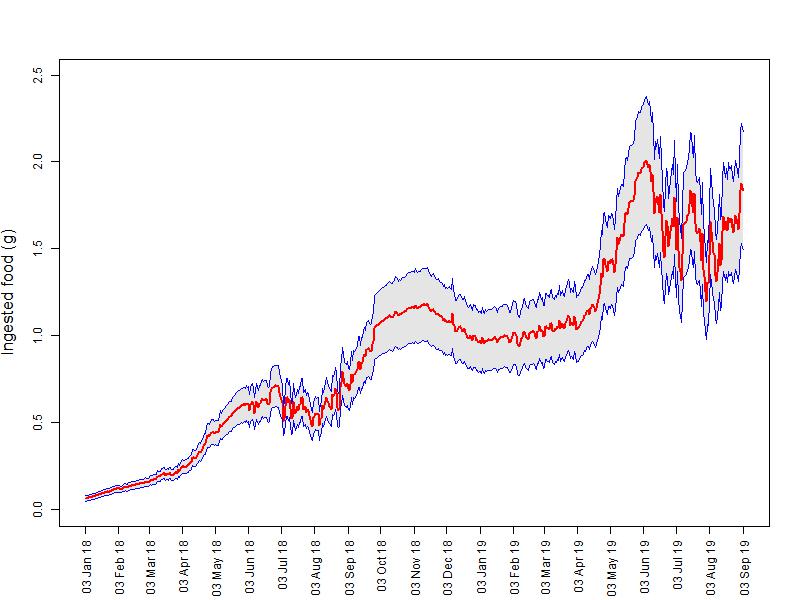 Ingested food (g)
2.5
2.0
1.5
1.0
0.5
0.0
03 Jan 18
03 Feb 18
03 Mar 18
03 Apr 18
03 May 18
03 Jun 18
03 Jul 18
03 Aug 18
03 Sep 18
03 Oct 18
03 Nov 18
03 Dec 18
03 Jan 19
03 Feb 19
03 Mar 19
03 Apr 19
03 May 19
03 Jun 19
03 Jul 19
03 Aug 19
03 Sep 19